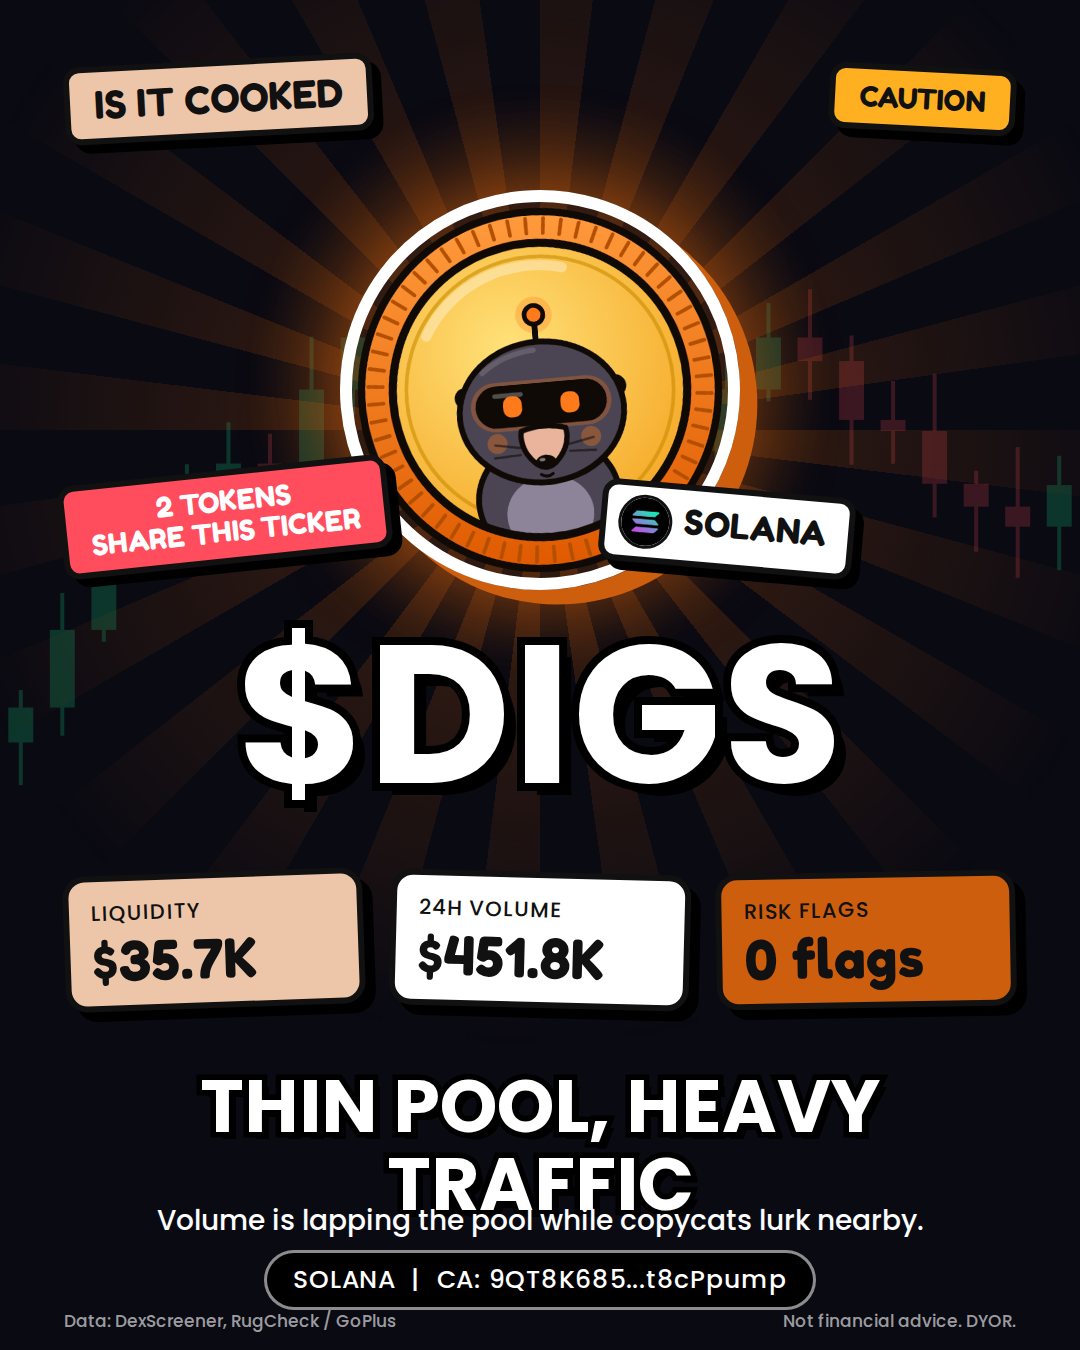 IS IT COOKED
CAUTION
2 TOKENS
SHARE THIS TICKER
SOLANA
$DIGS
LIQUIDITY
$35.7K
24H VOLUME
$451.8K
RISK FLAGS
0 flags
THIN POOL, HEAVY
TRAFFIC
Volume is lapping the pool while copycats lurk nearby.
SOLANA | CA: 9QT8K685...t8cPpump
Data: DexScreener, RugCheck / GoPlus
Not financial advice. DYOR.